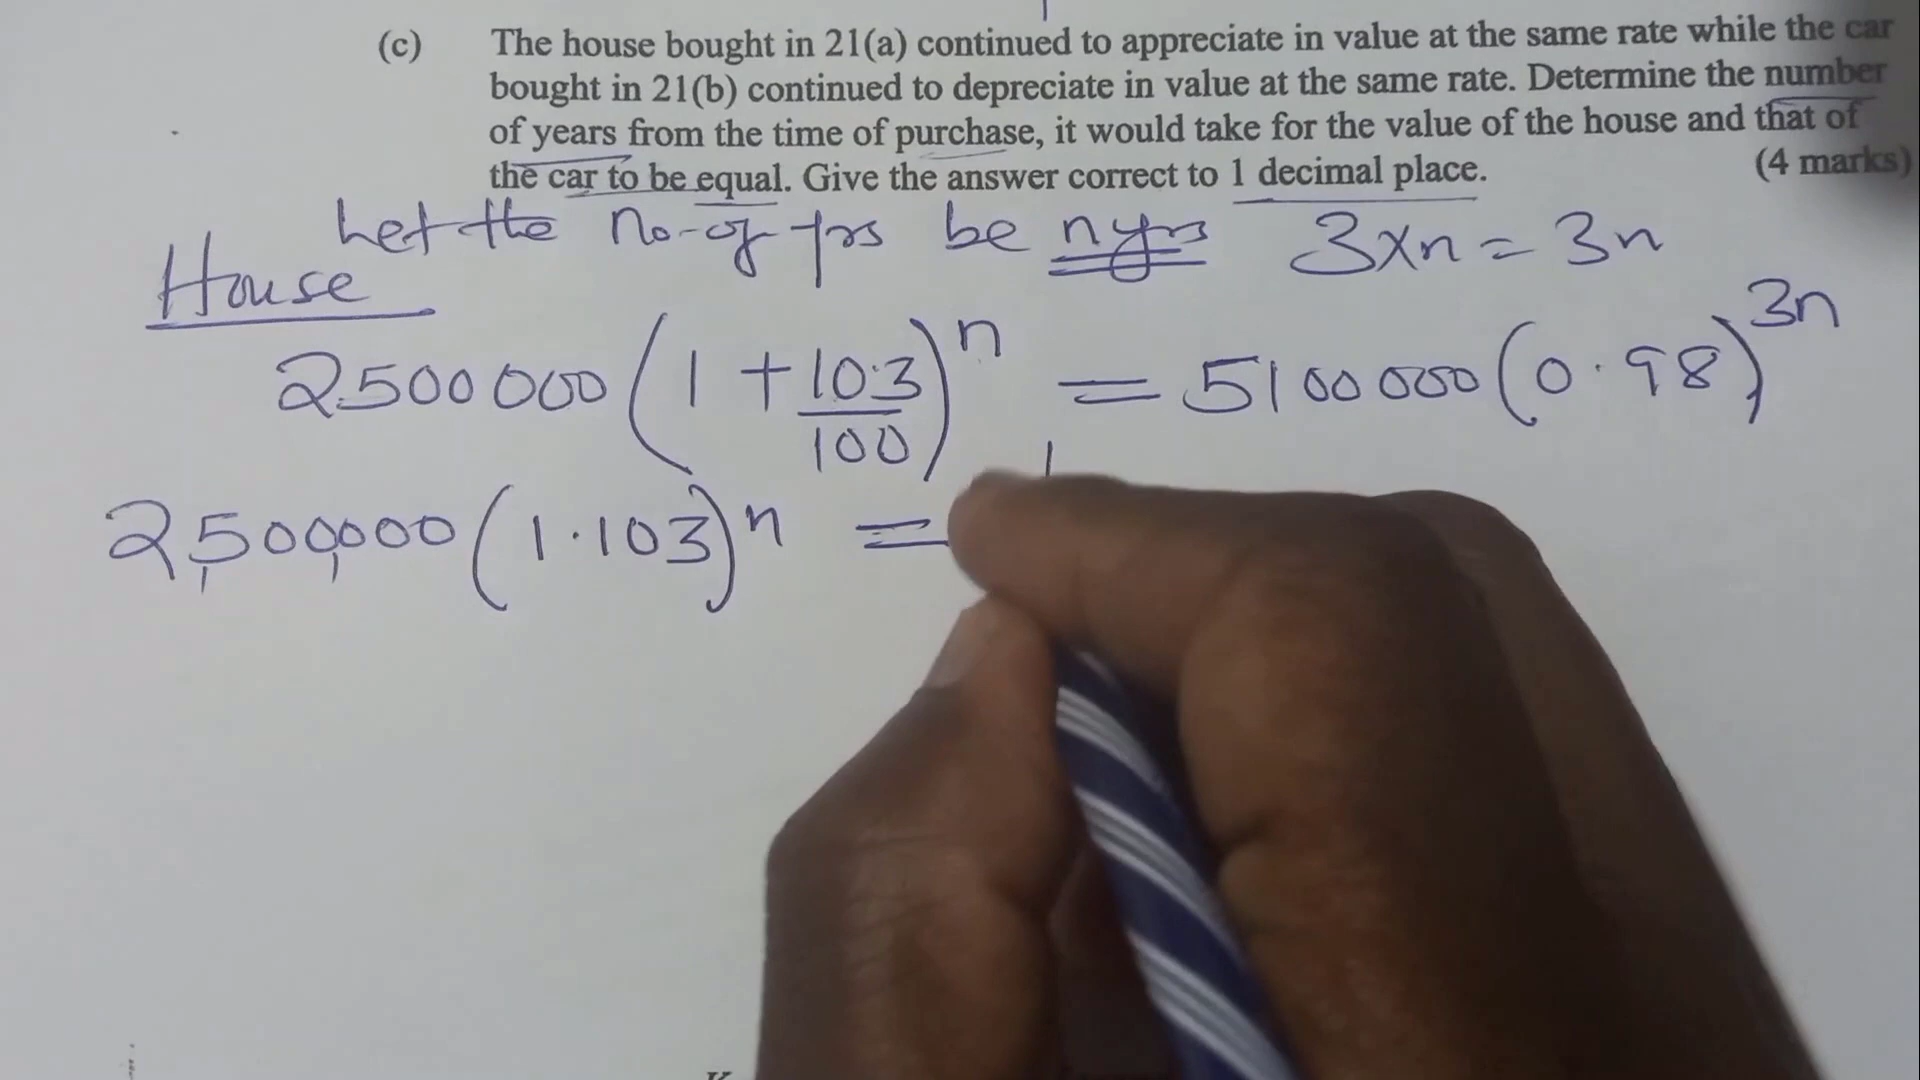 (c) The house bought in 21(a) continued to appreciate in value at the same rate while the car
bought in 21(b) continued to depreciate in value at the same rate. Determine the number
of years from the time of purchase, it would take for the value of the house and that of
the car to be equal. Give the answer correct to 1 decimal place. (4 marks)
Let the No. of yrs be n yrs 3xn = 3n
House
2500000 (1 + 10.3/100)^n = 5100000 (0.98)^3n
2,500,000 (1.103)^n =